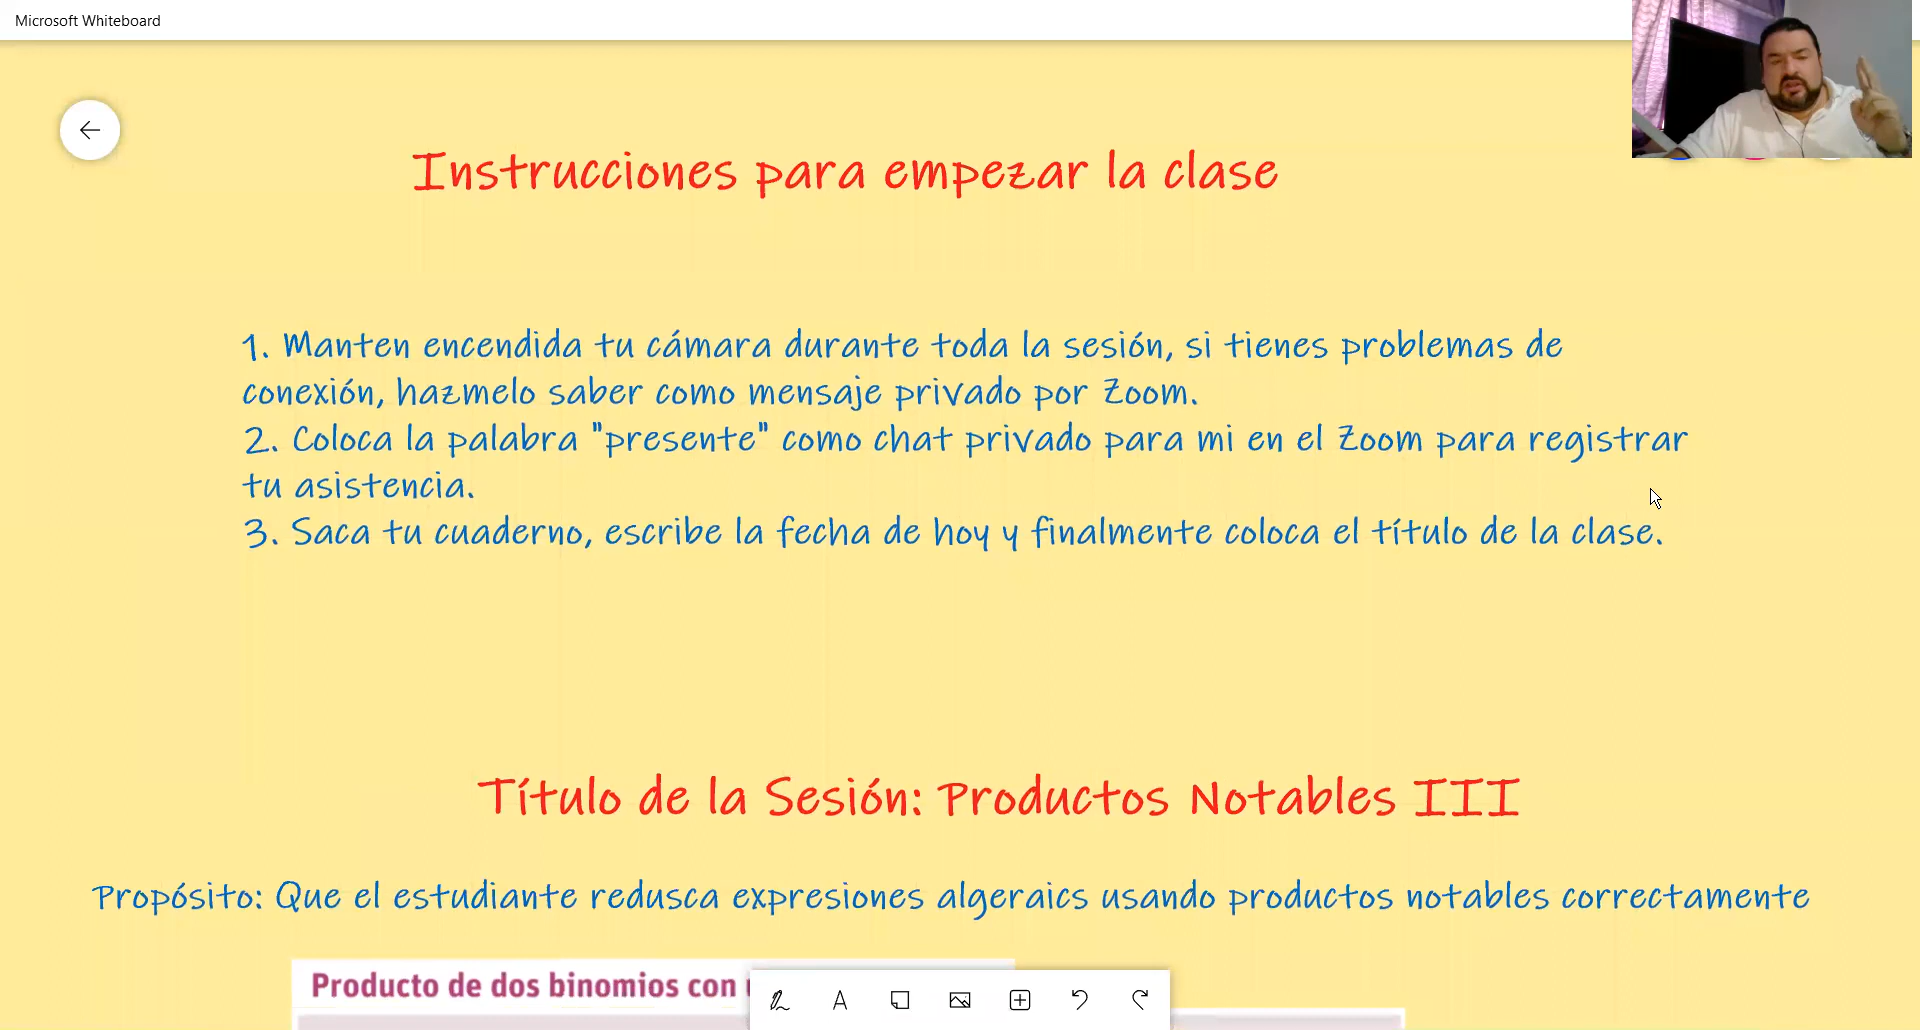 Microsoft Whiteboard
Instrucciones para empezar la clase
1. Manten encendida tu cámara durante toda la sesión, si tienes problemas de
conexión, hazmelo saber como mensaje privado por Zoom.
2. Coloca la palabra "presente" como chat privado para mi en el Zoom para registrar
tu asistencia.
3. Saca tu cuaderno, escribe la fecha de hoy y finalmente coloca el título de la clase.
Título de la Sesión: Productos Notables III
Propósito: Que el estudiante redusca expresiones algeraics usando productos notables correctamente
Producto de dos binomios con